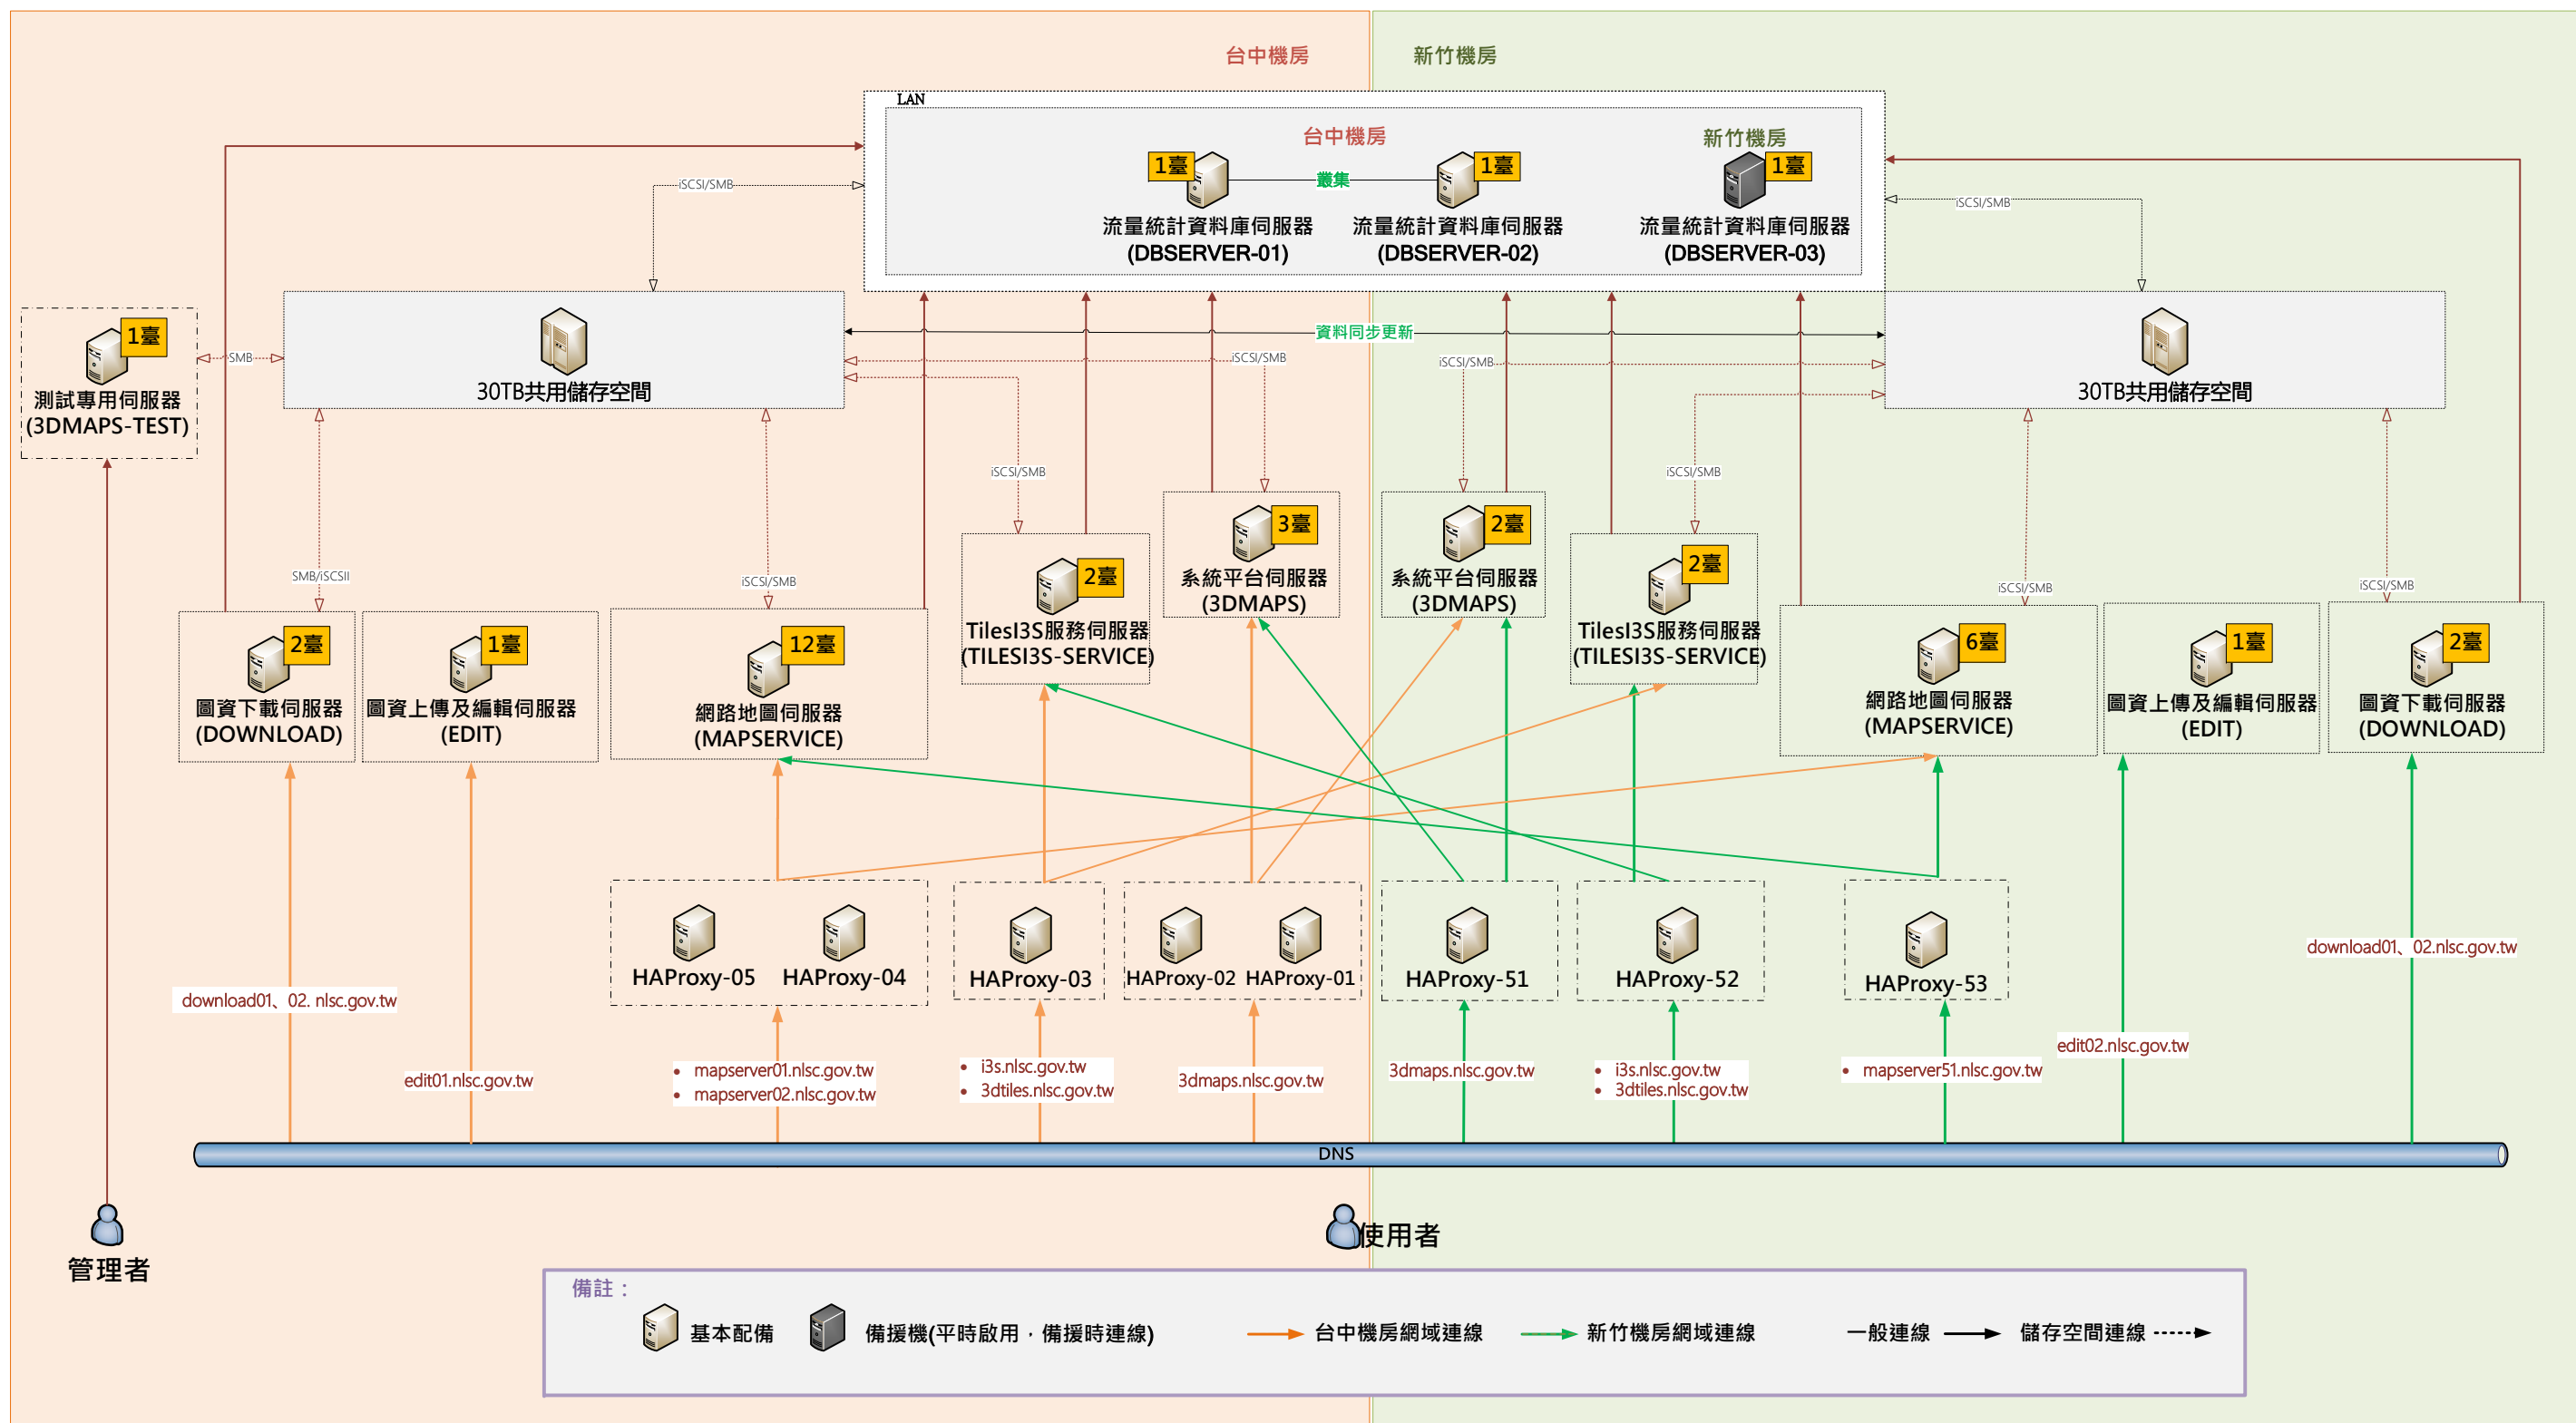 台中機房
新竹機房
LAN
台中機房
新竹機房
1臺
叢集
1臺
1臺
流量統計資料庫伺服器
(DBSERVER-01)
流量統計資料庫伺服器
(DBSERVER-02)
流量統計資料庫伺服器
(DBSERVER-03)
iSCSI/SMB
iSCSI/SMB
1臺
測試專用伺服器
(3DMAPS-TEST)
SMB
30TB共用儲存空間
資料同步更新
30TB共用儲存空間
iSCSI/SMB
iSCSI/SMB
iSCSI/SMB
iSCSI/SMB
SMB/iSCSII
iSCSI/SMB
iSCSI/SMB
iSCSI/SMB
2臺
圖資下載伺服器
(DOWNLOAD)
1臺
圖資上傳及編輯伺服器
(EDIT)
12臺
網路地圖伺服器
(MAPSERVICE)
2臺
TilesI3S服務伺服器
(TILESI3S-SERVICE)
3臺
系統平台伺服器
(3DMAPS)
2臺
系統平台伺服器
(3DMAPS)
2臺
TilesI3S服務伺服器
(TILESI3S-SERVICE)
6臺
網路地圖伺服器
(MAPSERVICE)
1臺
圖資上傳及編輯伺服器
(EDIT)
2臺
圖資下載伺服器
(DOWNLOAD)
HAProxy-05
HAProxy-04
HAProxy-03
HAProxy-02
HAProxy-01
HAProxy-51
HAProxy-52
HAProxy-53
download01、02. nlsc.gov.tw
edit01.nlsc.gov.tw
• mapserver01.nlsc.gov.tw
• mapserver02.nlsc.gov.tw
• i3s.nlsc.gov.tw
• 3dtiles.nlsc.gov.tw
3dmaps.nlsc.gov.tw
3dmaps.nlsc.gov.tw
• i3s.nlsc.gov.tw
• 3dtiles.nlsc.gov.tw
• mapserver51.nlsc.gov.tw
edit02.nlsc.gov.tw
download01、02.nlsc.gov.tw
DNS
管理者
使用者
備註：
基本配備
備援機(平時啟用，備援時連線)
台中機房網域連線
新竹機房網域連線
一般連線
儲存空間連線